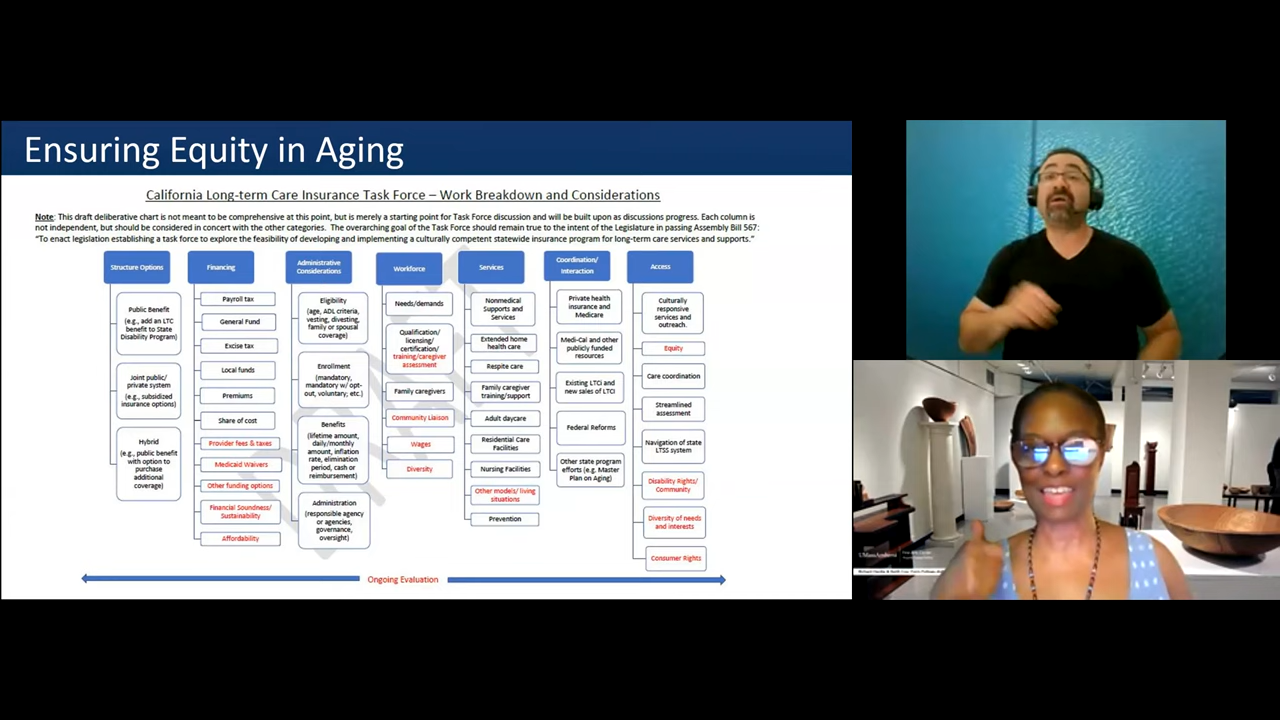 Ensuring Equity in Aging
California Long-term Care Insurance Task Force – Work Breakdown and Considerations
Note: This draft deliberative chart is not meant to be comprehensive at this point, but is merely a starting point for Task Force discussion and will be built upon as discussions progress. Each column is
not independent, but should be considered in concert with the other categories. The overarching goal of the Task Force should remain true to the intent of the Legislature in passing Assembly Bill 567:
"To enact legislation establishing a task force to explore the feasibility of developing and implementing a culturally competent statewide insurance program for long-term care services and supports."
Structure Options
Public Benefit
(e.g., add an LTC
benefit to State
Disability Program)
Joint public/
private system
(e.g., subsidized
insurance options)
Hybrid
(e.g., public benefit
with option to
purchase
additional
coverage)
Financing
Payroll tax
General Fund
Excise tax
Local funds
Premiums
Share of cost
Provider fees & taxes
Medicaid Waivers
Other funding options
Financial Soundness/
Sustainability
Affordability
Administrative
Considerations
Eligibility
(age, ADL criteria,
vesting, divesting,
family or spousal
coverage)
Enrollment
(mandatory,
mandatory w/ opt-
out, voluntary; etc.)
Benefits
(lifetime amount,
daily/monthly
amount, inflation
rate, elimination
period, cash or
reimbursement)
Administration
(responsible agency
or agencies,
governance,
oversight)
Workforce
Needs/demands
Qualification/
licensing/
certification/
training/caregiver
assessment
Family caregivers
Community Liaison
Wages
Diversity
Services
Nonmedical
Supports and
Services
Extended home
health care
Respite care
Family caregiver
training/support
Adult daycare
Residential Care
Facilities
Nursing Facilities
Other models/ living
situations
Prevention
Coordination/
Interaction
Private health
insurance and
Medicare
Medi-Cal and other
publicly funded
resources
Existing LTCI and
new sales of LTCI
Federal Reforms
Other state program
efforts (e.g. Master
Plan on Aging)
Access
Culturally
responsive
services and
outreach.
Equity
Care coordination
Streamlined
assessment
Navigation of state
LTSS system
Disability Rights/
Community
Diversity of needs
and interests
Consumer Rights
Ongoing Evaluation
DRAFT